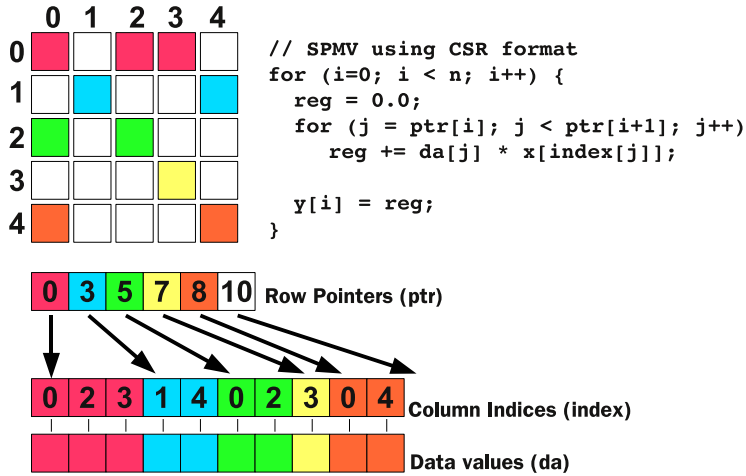 0 1 2 3 4
0
// SPMV using CSR format
for (i=0; i < n; i++) {
1
reg = 0.0;
for (j = ptr[i]; j < ptr[i+1]; j++)
2
reg += da[j] * x[index[j]];
3
y[i] = reg;
4
}
0 3 5 7 8 10 Row Pointers (ptr)
0 2 3 1 4 0 2 3 0 4 Column Indices (index)
Data values (da)